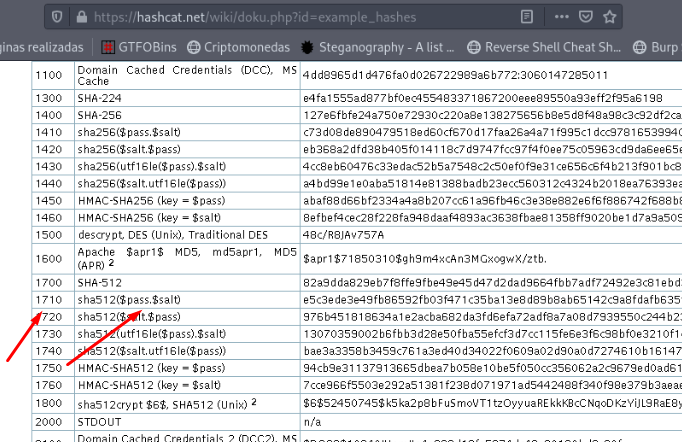 https://hashcat.net/wiki/doku.php?id=example_hashes
ginas realizadas GTFOBins Criptomonedas Steganography - A list ... Reverse Shell Cheat Sh... Burp
1100 Domain Cached Credentials (DCC), MS Cache 4dd8965d1d476fa0d026722989a6b772:3060147285011
1300 SHA-224 e4fa1555ad877bf0ec455483371867200eee89550a93eff2f95a6198
1400 SHA-256 127e6fbfe24a750e72930c220a8e138275656b8e5d8f48a98c3c92df2ca
1410 sha256($pass.$salt) c73d08de890479518ed60cf670d17faa26a4a71f995c1dcc97816539940
1420 sha256($salt.$pass) eb368a2dfd38b405f014118c7d9747fcc97f4f0ee75c05963cd9da6ee65e
1430 sha256(utf16le($pass).$salt) 4cc8eb60476c33edac52b5a7548c2c50ef0f9e31ce656c6f4b213f901bc8
1440 sha256($salt.utf16le($pass)) a4bd99e1e0aba51814e81388badb23ecc560312c4324b2018ea76393ea
1450 HMAC-SHA256 (key = $pass) abaf88d66bf2334a4a8b207cc61a96fb46c3e38e882e6f6f886742f688b8
1460 HMAC-SHA256 (key = $salt) 8efbef4cec28f228fa948daaf4893ac3638fbae81358ff9020be1d7a9a509
1500 descrypt, DES (Unix), Traditional DES 48c/R8JAv757A
1600 Apache $apr1$ MD5, md5apr1, MD5 (APR) 2 $apr1$71850310$gh9m4xcAn3MGxogwX/ztb.
1700 SHA-512 82a9dda829eb7f8ffe9fbe49e45d47d2dad9664fbb7adf72492e3c81ebd
1710 sha512($pass.$salt) e5c3ede3e49fb86592fb03f471c35ba13e8d89b8ab65142c9a8fdafb635
1720 sha512($salt.$pass) 976b451818634a1e2acba682da3fd6efa72adf8a7a08d7939550c244b2
1730 sha512(utf16le($pass).$salt) 13070359002b6fbb3d28e50fba55efcf3d7cc115fe6e3f6c98bf0e3210f1
1740 sha512($salt.utf16le($pass)) bae3a3358b3459c761a3ed40d34022f0609a02d90a0d7274610b16147
1750 HMAC-SHA512 (key = $pass) 94cb9e31137913665dbea7b058e10be5f050cc356062a2c9679ed0ad61
1760 HMAC-SHA512 (key = $salt) 7cce966f5503e292a51381f238d071971ad5442488f340f98e379b3aeae
1800 sha512crypt $6$, SHA512 (Unix) 2 $6$52450745$k5ka2p8bFuSmoVT1tzOyyuaREkkKBcCNqoDKzYiJL9RaE8y
2000 STDOUT n/a
Domain Cached Credentials 2 (DCC2), MS